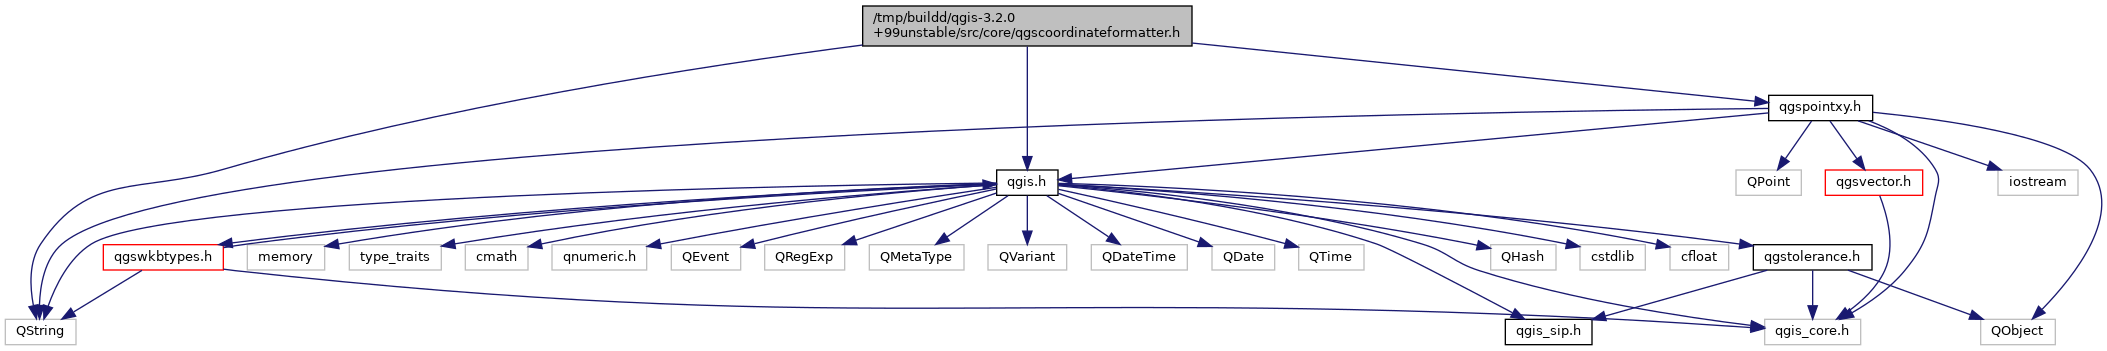 /tmp/buildd/qgis-3.2.0
+99unstable/src/core/qgscoordinateformatter.h
qgspointxy.h
qgis.h
QPoint
qgsvector.h
iostream
qgswkbtypes.h
memory
type_traits
cmath
qnumeric.h
QEvent
QRegExp
QMetaType
QVariant
QDateTime
QDate
QTime
QHash
cstdlib
cfloat
qgstolerance.h
QString
qgis_sip.h
qgis_core.h
QObject